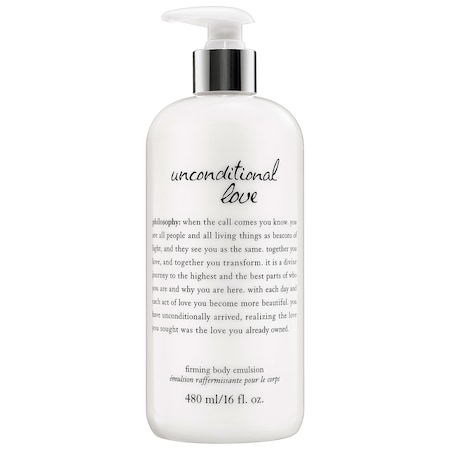 unconditional
love
philosophy: when the call comes you know. you
see all people and all living things as beacons of
light, and they see you as the same. together you
love, and together you transform. it is a divine
journey to the highest and the best parts of who
you are and why you are here. with each day and
each act of love you become more beautiful. you
have unconditionally arrived, realizing the love
you sought was the love you already owned.
firming body emulsion
émulsion raffermissante pour le corps
480 ml/16 fl. oz.